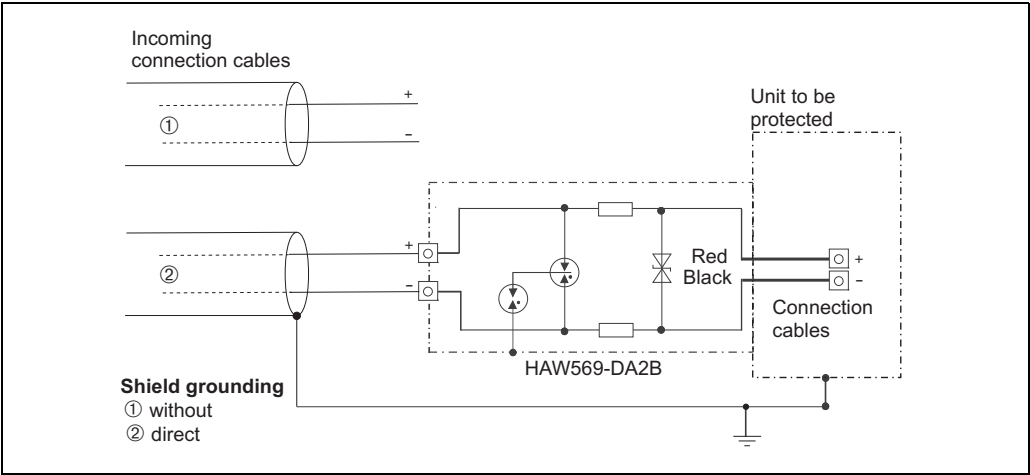 Incoming
connection cables
+
①
−
Unit to be
protected
+
②
−
Red
Black
+
−
Connection
cables
HAW569-DA2B
Shield grounding
① without
② direct